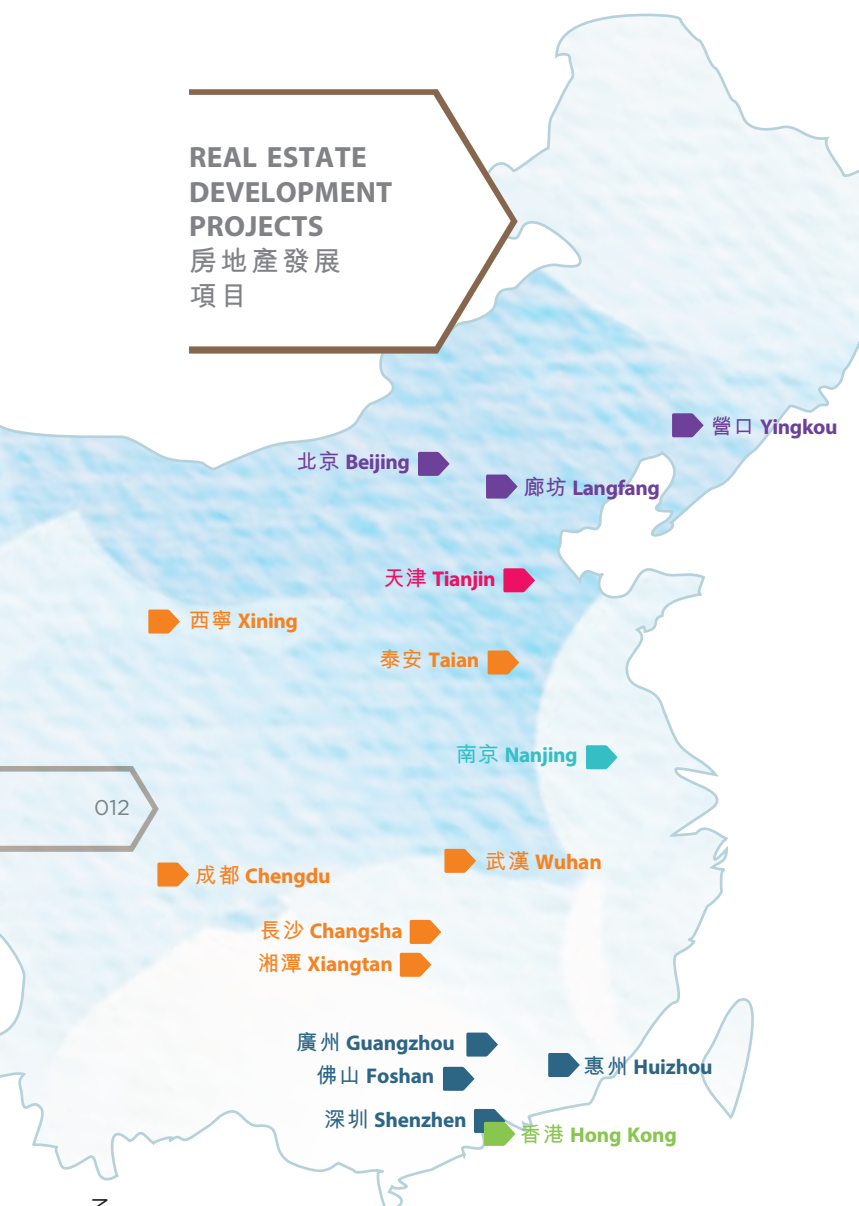 REAL ESTATE
DEVELOPMENT
PROJECTS
房地產發展
項目
營口 Yingkou
北京 Beijing
廊坊 Langfang
天津 Tianjin
西寧 Xining
泰安 Taian
南京 Nanjing
012
武漢 Wuhan
成都 Chengdu
長沙 Changsha
湘潭 Xiangtan
廣州 Guangzhou
惠州 Huizhou
佛山 Foshan
深圳 Shenzhen
香港 Hong Kong